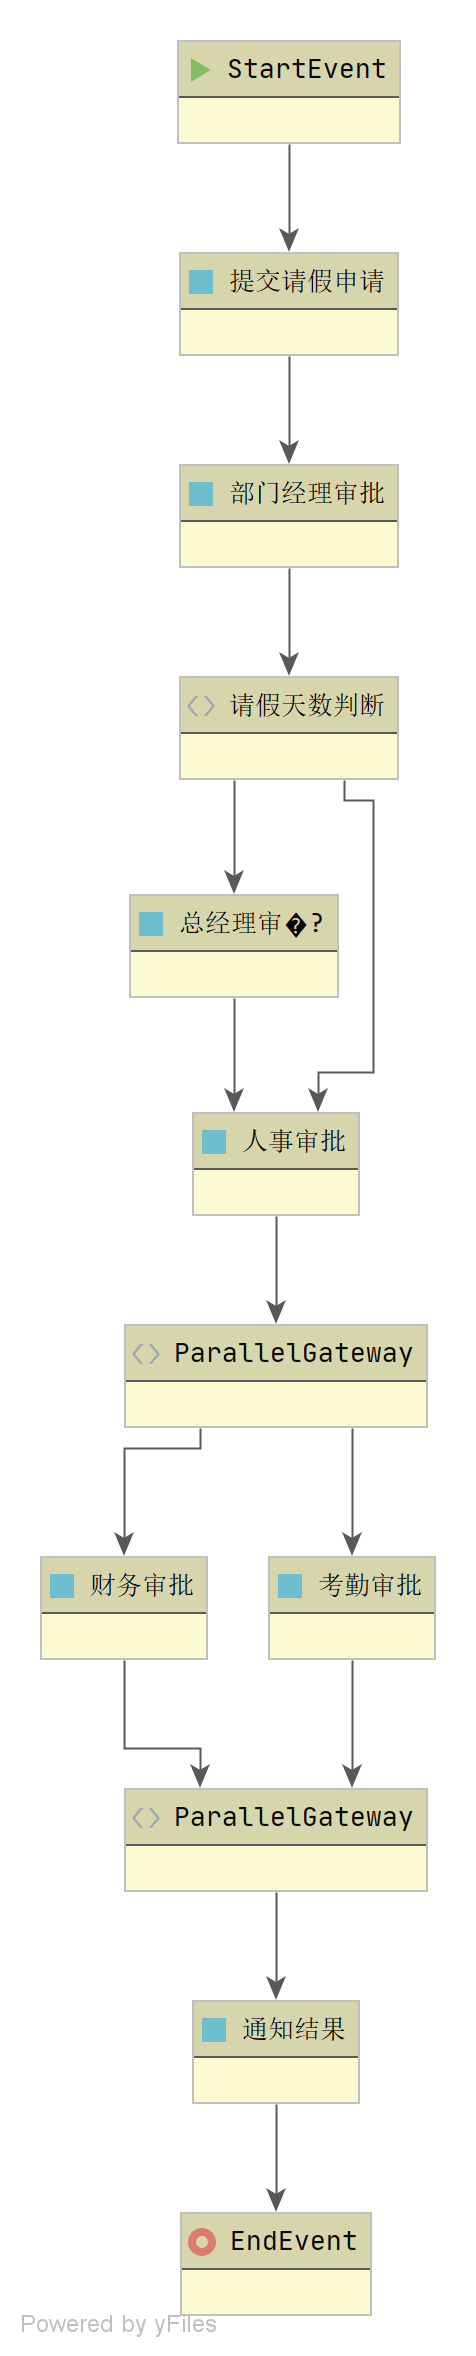 StartEvent
提交请假申请
部门经理审批
请假天数判断
总经理审�?
人事审批
ParallelGateway
财务审批
考勤审批
ParallelGateway
通知结果
EndEvent
Powered by yFiles